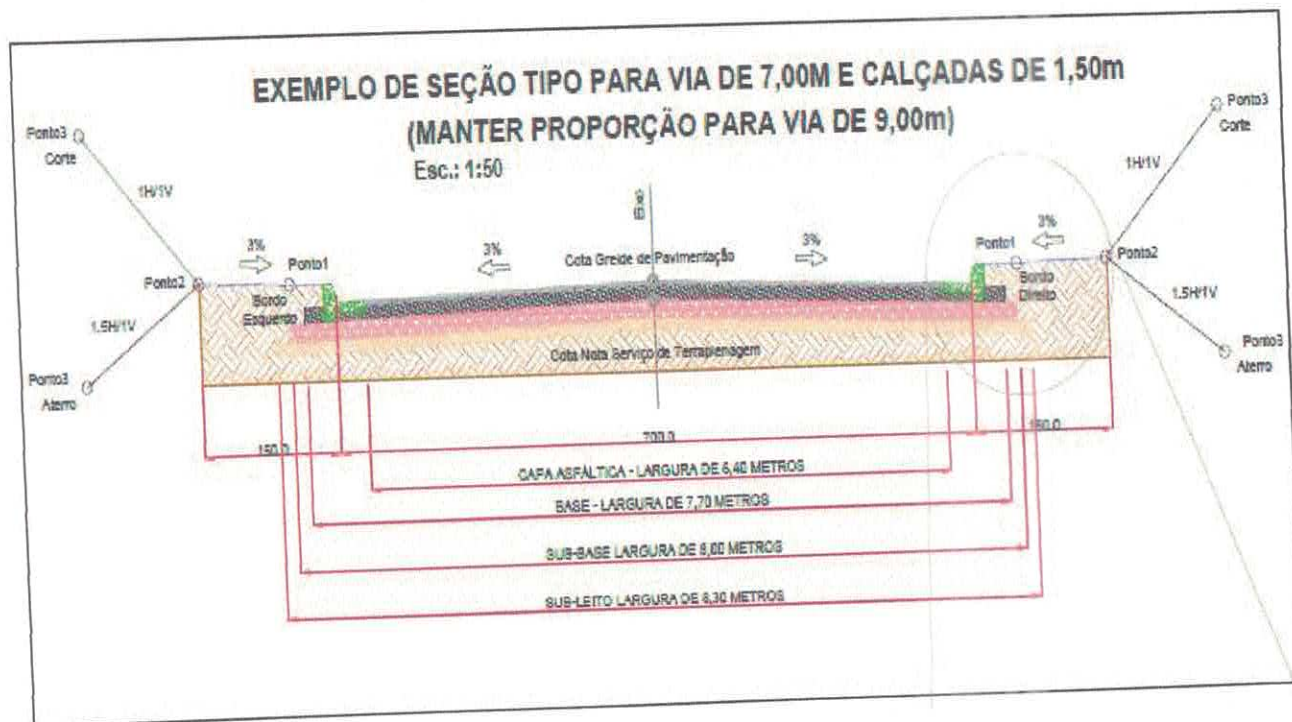 EXEMPLO DE SEÇÃO TIPO PARA VIA DE 7,00M E CALÇADAS DE 1,50m
(MANTER PROPORÇÃO PARA VIA DE 9,00m)
Esc.: 1:50
Ponto3
Corte
1H/1V
Ponto3
Corte
1H/1V
Eixo
3%
Ponto1
3%
Cota Greide de Pavimentação
3%
Ponto1
3%
Ponto2
Ponto2
Bordo
Esquerdo
Bordo
Direito
1.5H/1V
1.5H/1V
Cota Nota Serviço de Terraplenagem
Ponto3
Aterro
Ponto3
Aterro
150.0
700.0
150.0
CAPA ASFÁLTICA - LARGURA DE 6,40 METROS
BASE - LARGURA DE 7,70 METROS
SUB-BASE LARGURA DE 8,00 METROS
SUB-LEITO LARGURA DE 8,30 METROS